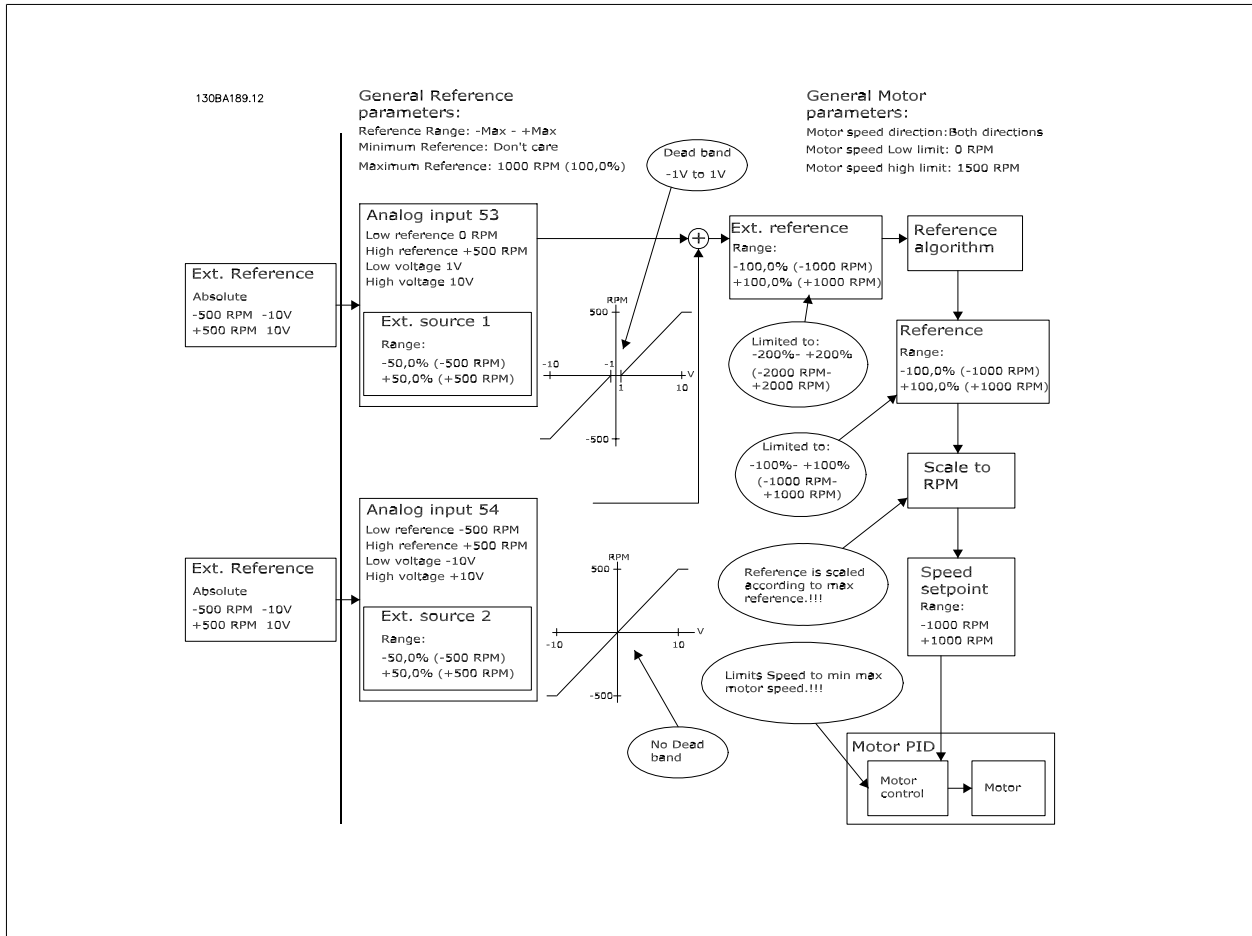 130BA189.12
General Reference
parameters:
Reference Range: -Max - +Max
Minimum Reference: Don't care
Maximum Reference: 1000 RPM (100,0%)
General Motor
parameters:
Motor speed direction:Both directions
Motor speed Low limit: 0 RPM
Motor speed high limit: 1500 RPM
Dead band
-1V to 1V
Ext. Reference
Absolute
-500 RPM -10V
+500 RPM 10V
Analog input 53
Low reference 0 RPM
High reference +500 RPM
Low voltage 1V
High voltage 10V
Ext. source 1
Range:
-50,0% (-500 RPM)
+50,0% (+500 RPM)
RPM
500
-10
-1
V
1
10
-500
+
Ext. reference
Range:
-100,0% (-1000 RPM)
+100,0% (+1000 RPM)
Reference
algorithm
Limited to:
-200%- +200%
(-2000 RPM-
+2000 RPM)
Reference
Range:
-100,0% (-1000 RPM)
+100,0% (+1000 RPM)
Limited to:
-100%- +100%
(-1000 RPM-
+1000 RPM)
Scale to
RPM
Ext. Reference
Absolute
-500 RPM -10V
+500 RPM 10V
Analog input 54
Low reference -500 RPM
High reference +500 RPM
Low voltage -10V
High voltage +10V
Ext. source 2
Range:
-50,0% (-500 RPM)
+50,0% (+500 RPM)
RPM
500
V
-10
10
-500
No Dead
band
Reference is scaled
according to max
reference.!!!
Speed
setpoint
Range:
-1000 RPM
+1000 RPM
Limits Speed to min max
motor speed.!!!
Motor PID
Motor
control
Motor